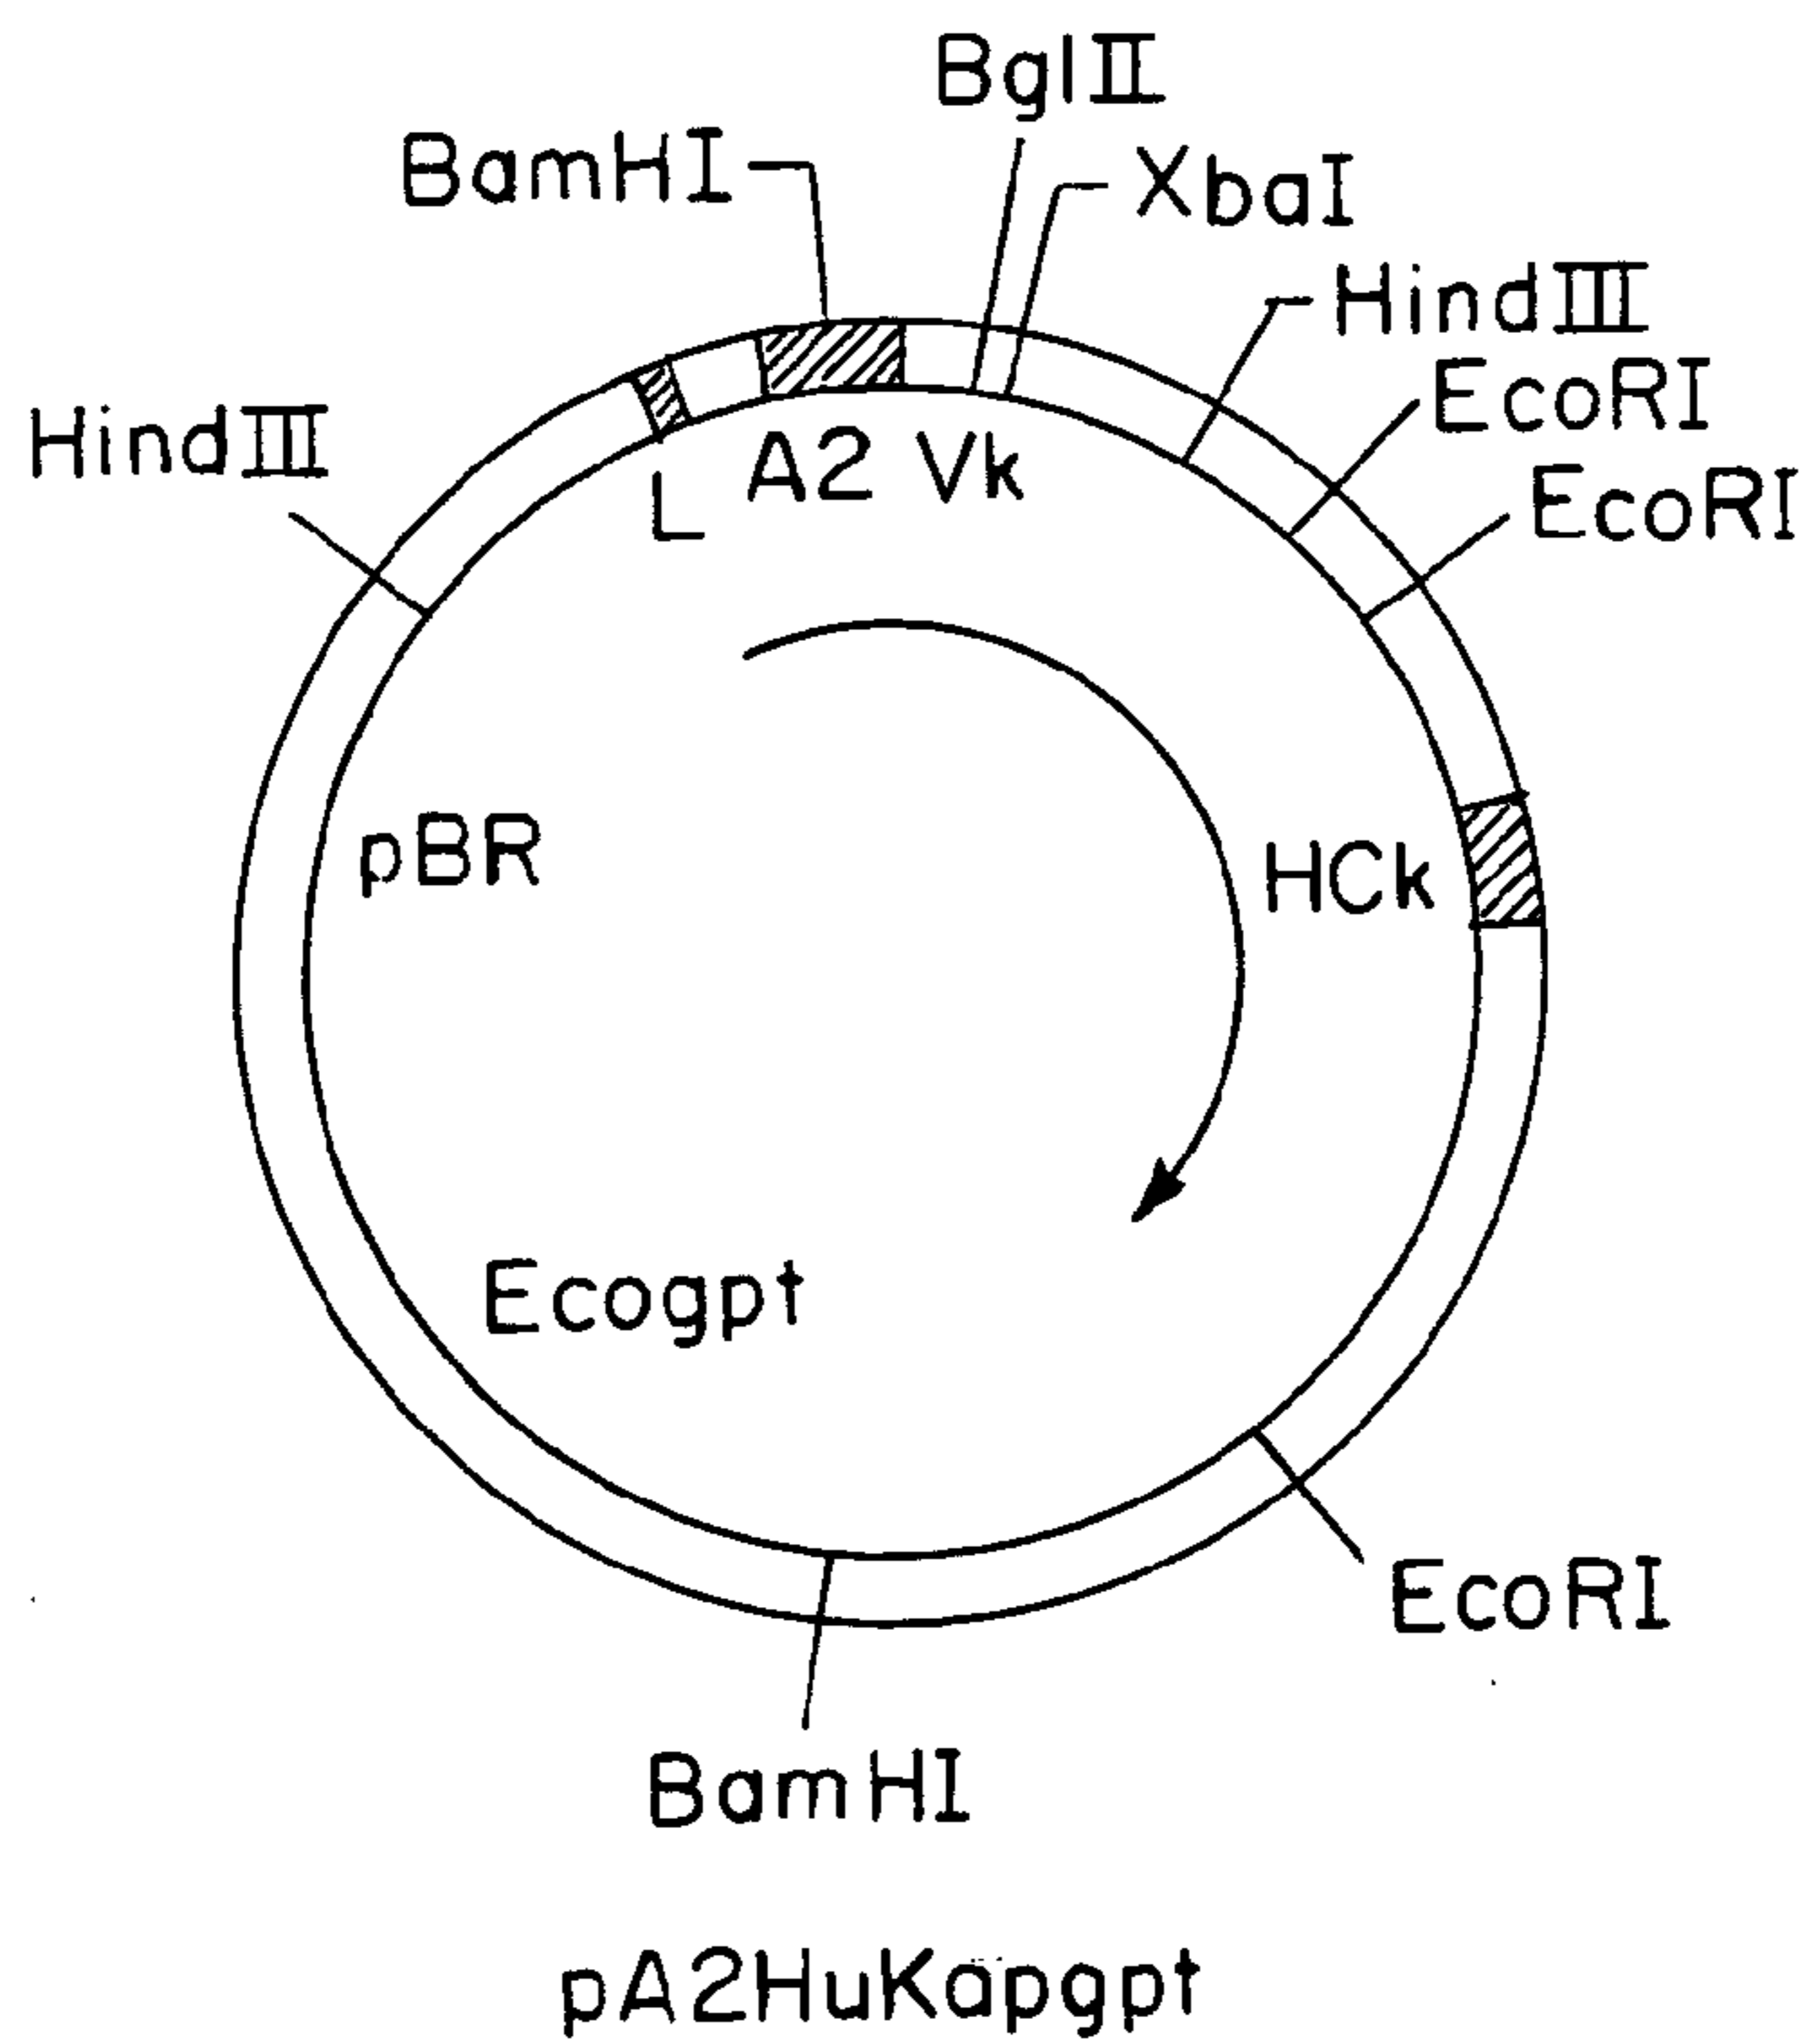 BglII
BamHI
XbaI
HindIII
EcoRI
HindIII
A2 Vk
EcoRI
L
pBR
HCk
Ecogpt
EcoRI
BamHI
pA2HuKapgpt